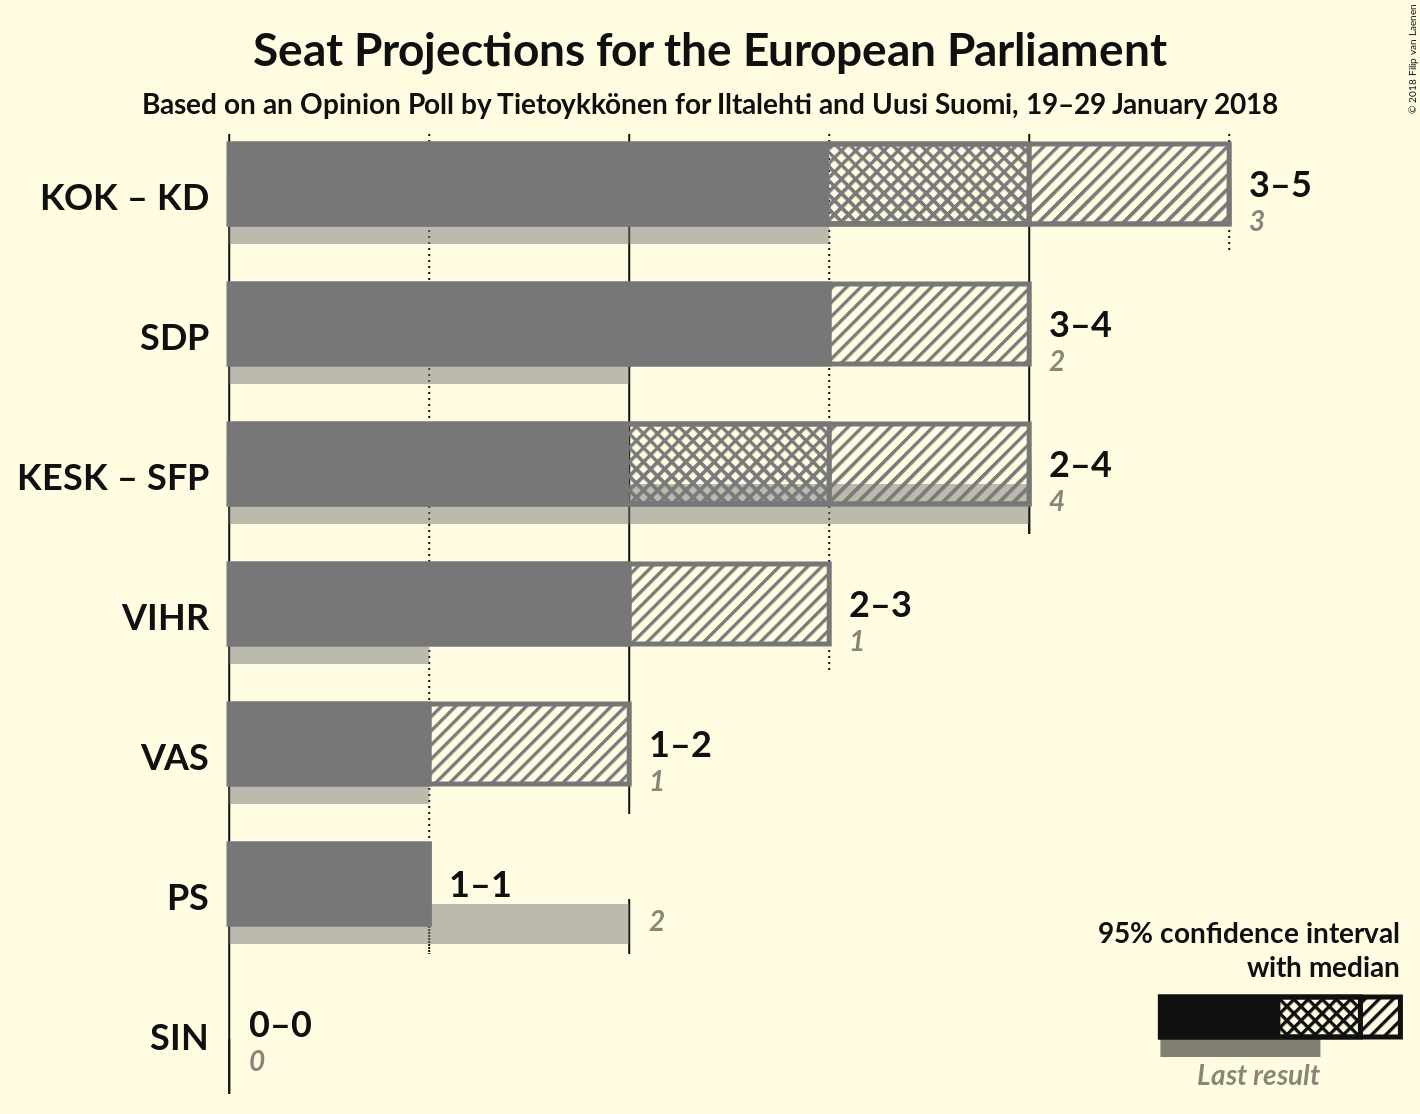 Seat Projections for the European Parliament
Based on an Opinion Poll by Tietoykkönen for Iltalehti and Uusi Suomi, 19–29 January 2018
© 2018 Filip van Laenen
KOK – KD
3–5
3
SDP
3–4
2
KESK – SFP
2–4
4
VIHR
2–3
1
VAS
1–2
1
PS
1–1
2
SIN
0–0
0
95% confidence interval
with median
Last result